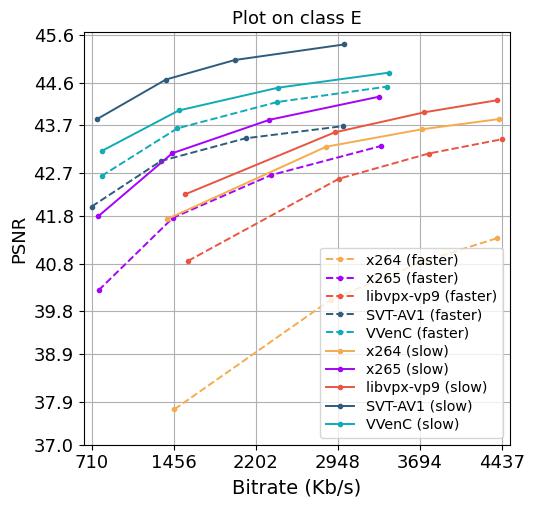 Plot on class E
45.6
44.6
43.7
42.7
41.8
40.8
39.8
38.9
37.9
37.0
PSNR
x264 (faster)
x265 (faster)
libvpx-vp9 (faster)
SVT-AV1 (faster)
VVenC (faster)
x264 (slow)
x265 (slow)
libvpx-vp9 (slow)
SVT-AV1 (slow)
VVenC (slow)
710 1456 2202 2948 3694 4437
Bitrate (Kb/s)